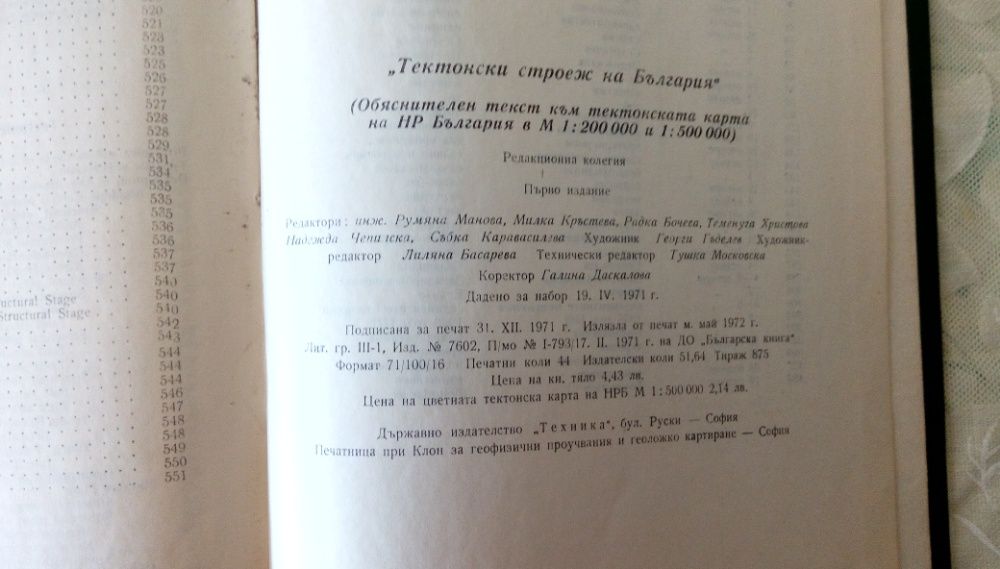 520
521
523
523
525
526
527
527
528
528
529
531
534
535
535
535
536
536
537
537
540
Structural Stage 540
Structural Stage 540
542
543
544
544
544
546
547
548
548
549
550
551
„Тектонски строеж на България“
(Обяснителен текст към тектонската карта
на НР България в М 1:200 000 и 1:500 000)
Редакционна колегия
Първо издание
Редактора: инж. Румяна Манова, Милка Кръстева, Радка Бочева, Теменуга Христова
Надежда Чепилска, Събка Каравасилева Художник Георги Гъделев Художник-
редактор Лиляна Басарева Технически редактор Тушка Московска
Коректор Галина Даскалова
Дадено за набор 19. IV. 1971 г.
Подписана за печат 31. XII. 1971 г. Излязла от печат м. май 1972 г.
Лит. гр. III-1, Изд. № 7602, П/мо № I-793/17. II. 1971 г. на ДО „Българска книга“
Формат 71/100/16 Печатни коли 44 Издателски коли 51,64 Тираж 875
Цена на кн. тяло 4,43 лв.
Цена на цветната тектонска карта на НРБ М 1:500 000 2,14 лв.
Държавно издателство „Техника“, бул. Руски — София
Печатница при Клон за геофизични проучвания и геоложко картиране — София